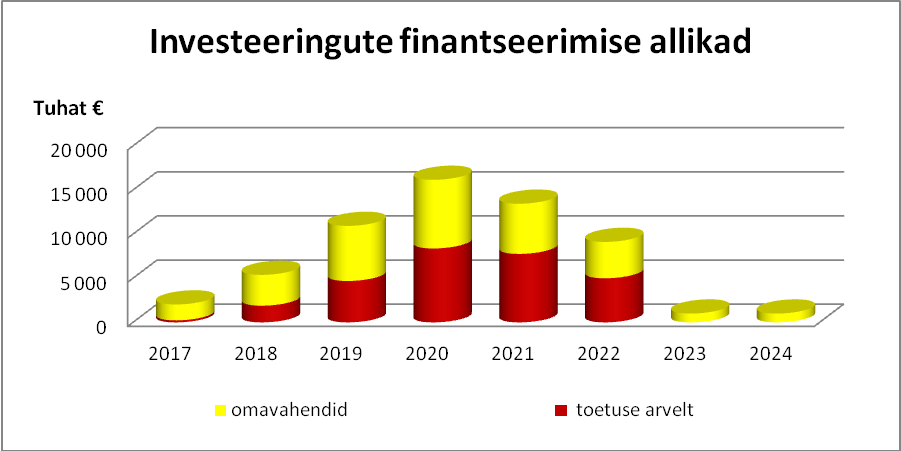 Investeeringute finantseerimise allikad
Tuhat €
20 000
15 000
10 000
5 000
0
2017 2018 2019 2020 2021 2022 2023 2024
omavahendid toetuse arvelt